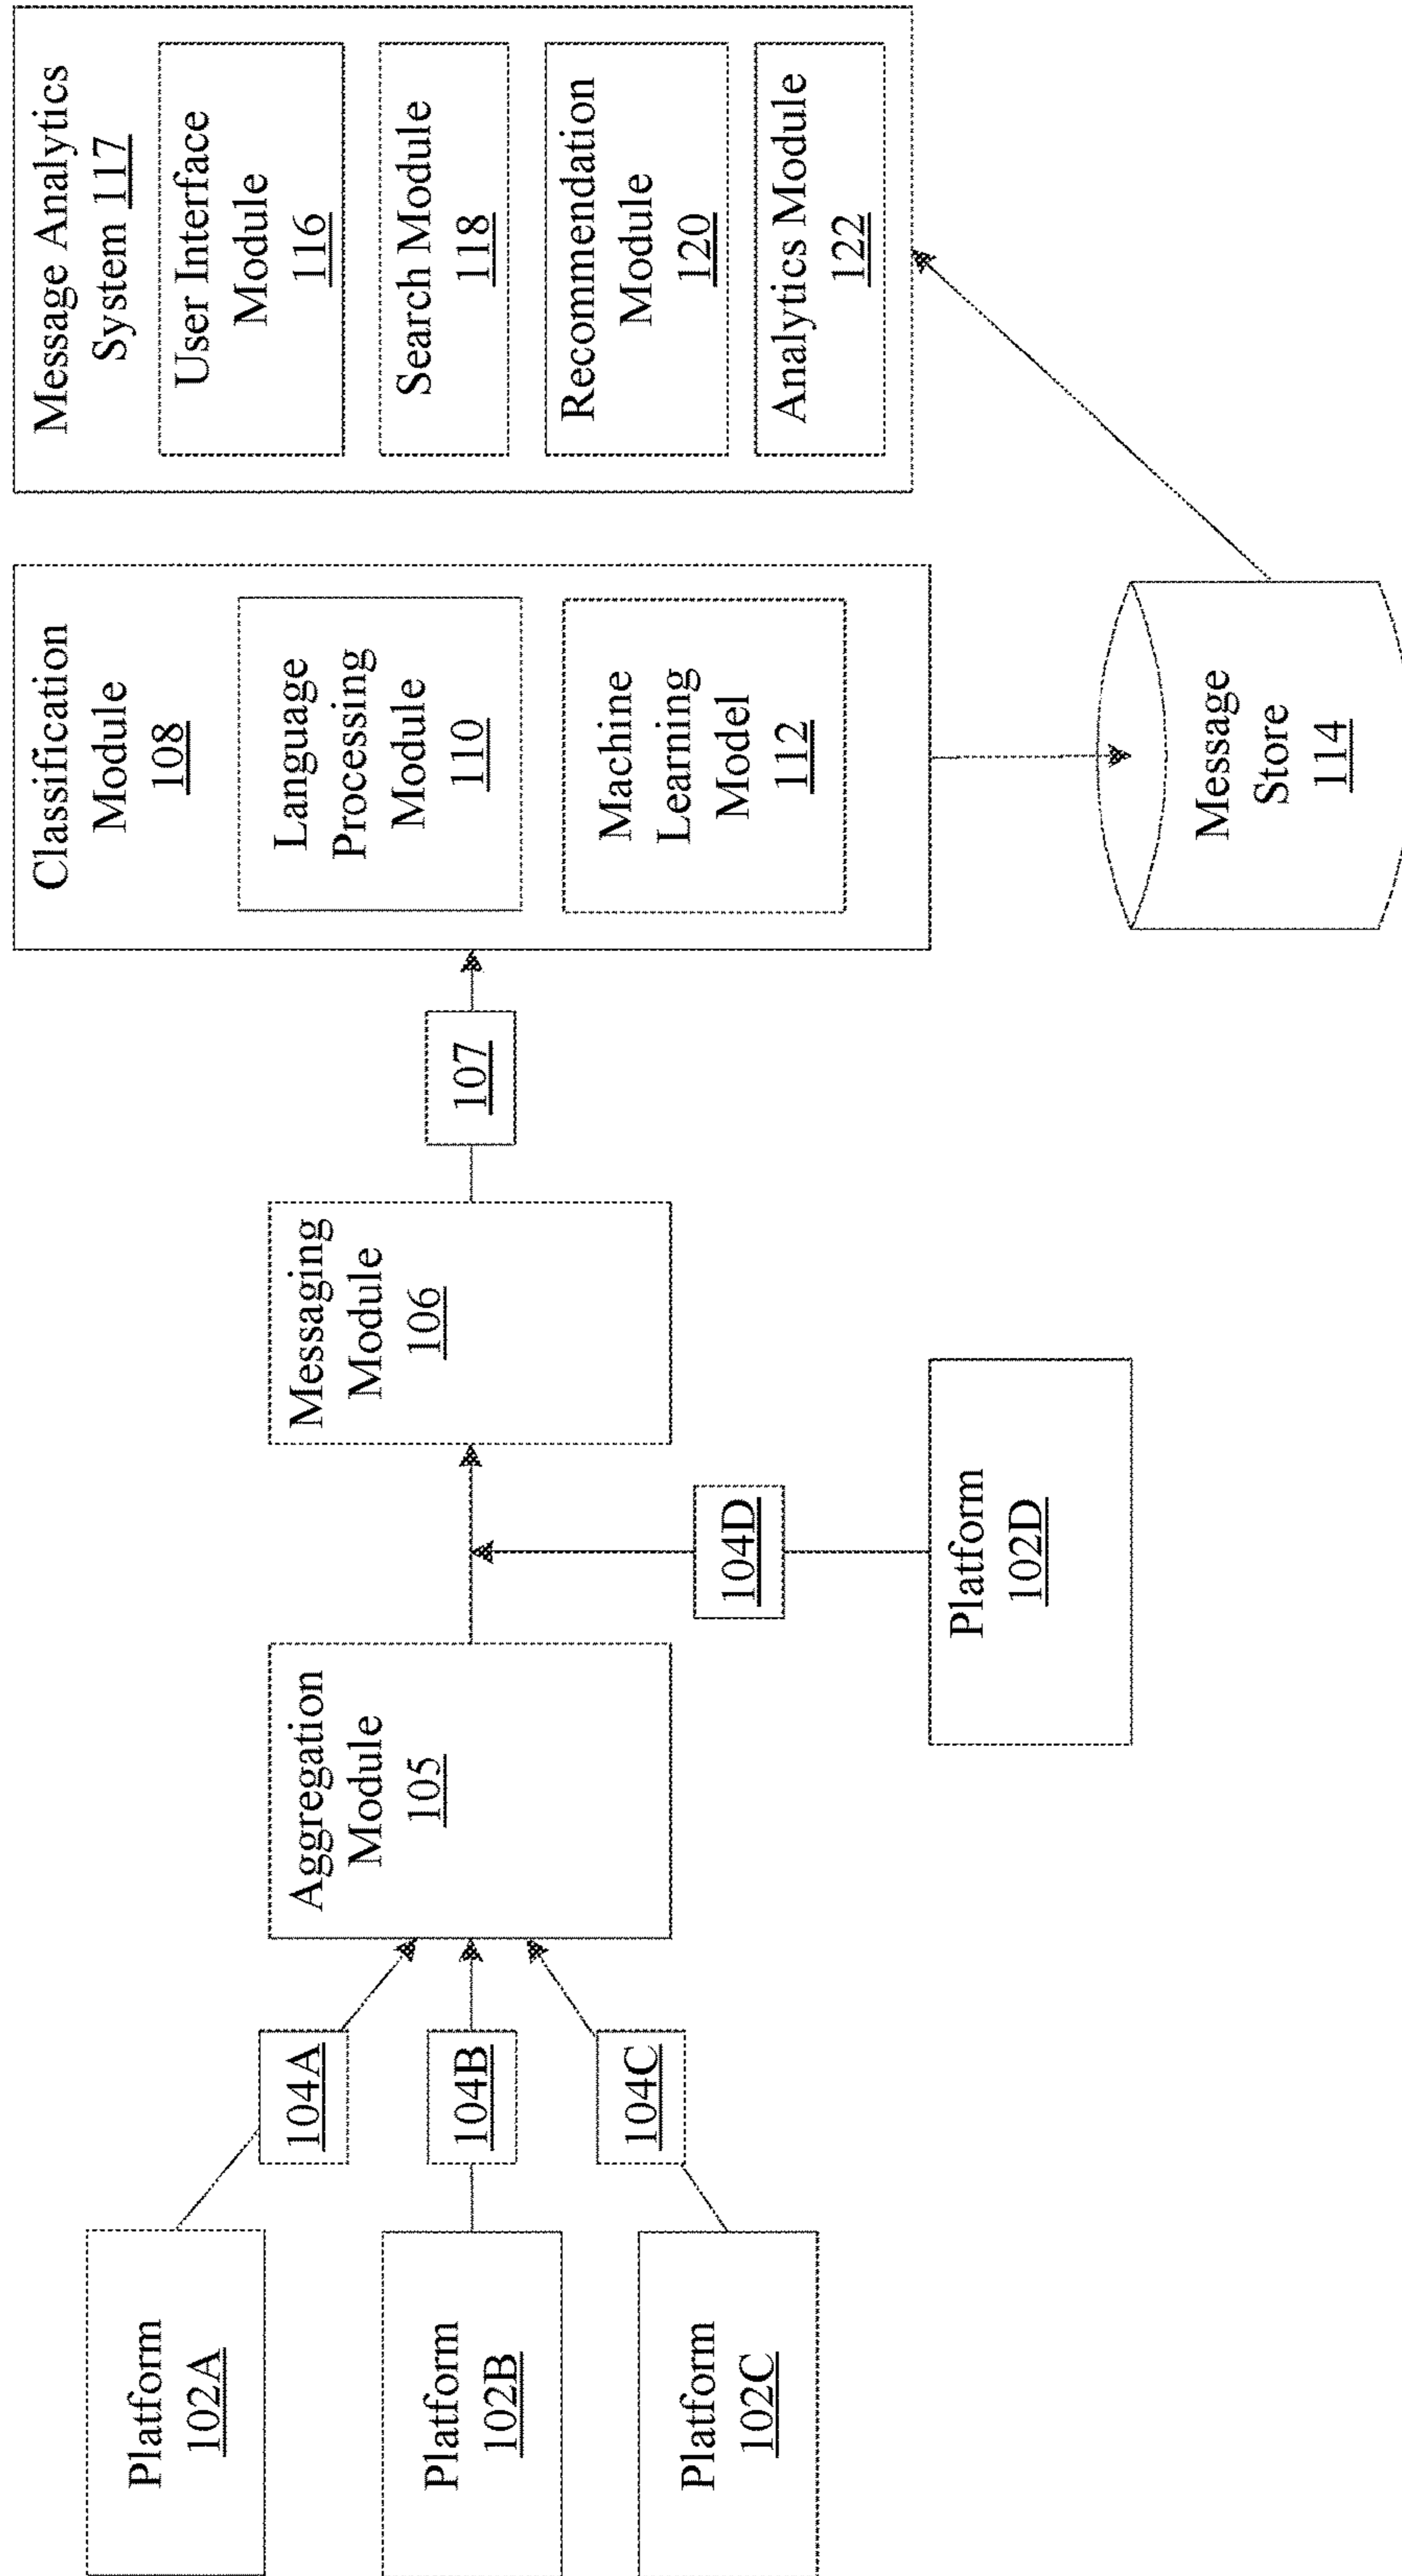 Platform
102A
Platform
102B
Platform
102C
104A
104B
104C
Aggregation
Module
105
104D
Platform
102D
Messaging
Module
106
107
Classification
Module
108
Language
Processing
Module
110
Machine
Learning
Model
112
Message
Store
114
Message Analytics
System 117
User Interface
Module
116
Search Module
118
Recommendation
Module
120
Analytics Module
122